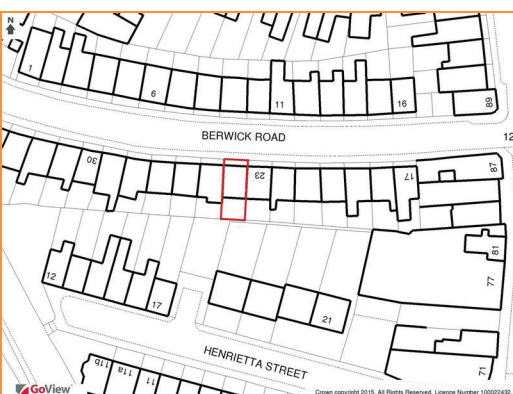 N
1
6
11
16
89
BERWICK ROAD
12
30
23
17
87
81
77
12
17
21
HENRIETTA STREET
71
11b
11a
11
GoView
Crown copyright 2015. All Rights Reserved. Licence Number 100022432.